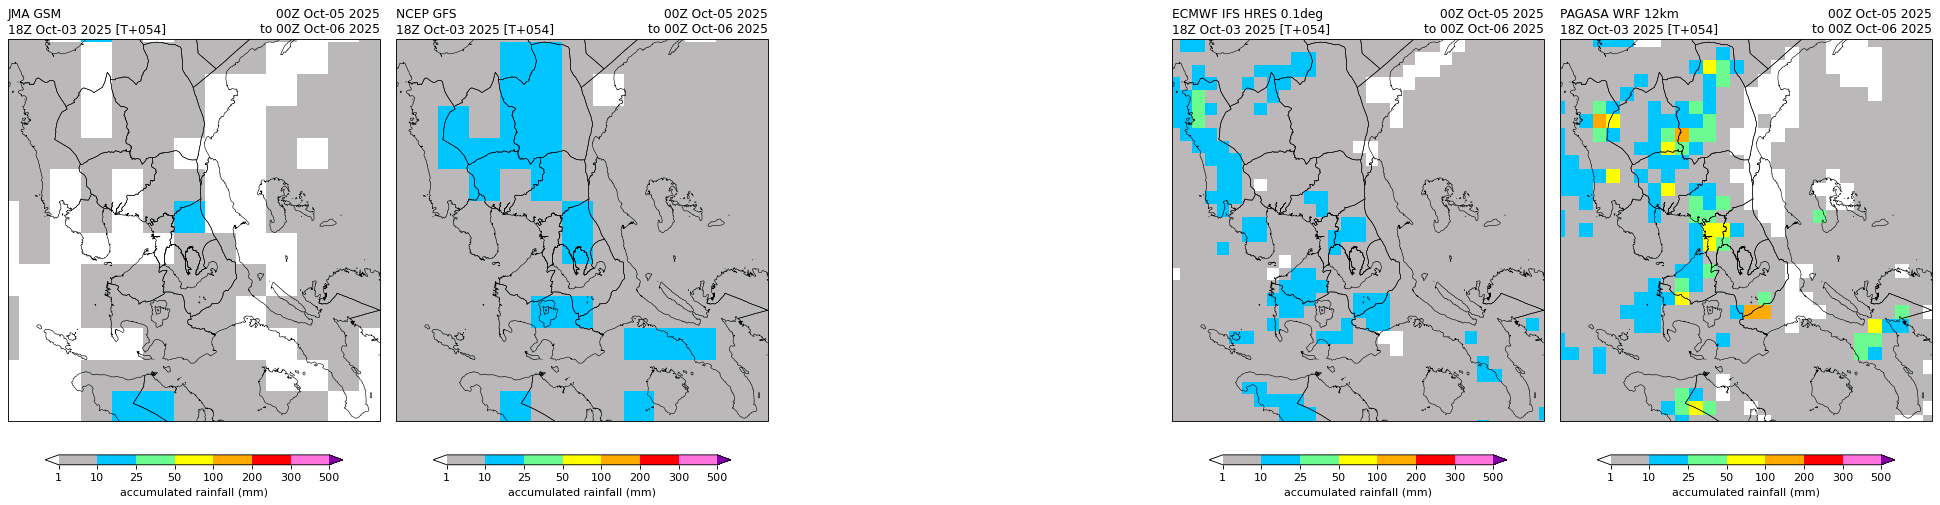 JMA GSM 00Z Oct-05 2025
18Z Oct-03 2025 [T+054] to 00Z Oct-06 2025
NCEP GFS 00Z Oct-05 2025
18Z Oct-03 2025 [T+054] to 00Z Oct-06 2025
ECMWF IFS HRES 0.1deg 00Z Oct-05 2025
18Z Oct-03 2025 [T+054] to 00Z Oct-06 2025
PAGASA WRF 12km 00Z Oct-05 2025
18Z Oct-03 2025 [T+054] to 00Z Oct-06 2025
1 10 25 50 100 200 300 500
accumulated rainfall (mm)
1 10 25 50 100 200 300 500
accumulated rainfall (mm)
1 10 25 50 100 200 300 500
accumulated rainfall (mm)
1 10 25 50 100 200 300 500
accumulated rainfall (mm)